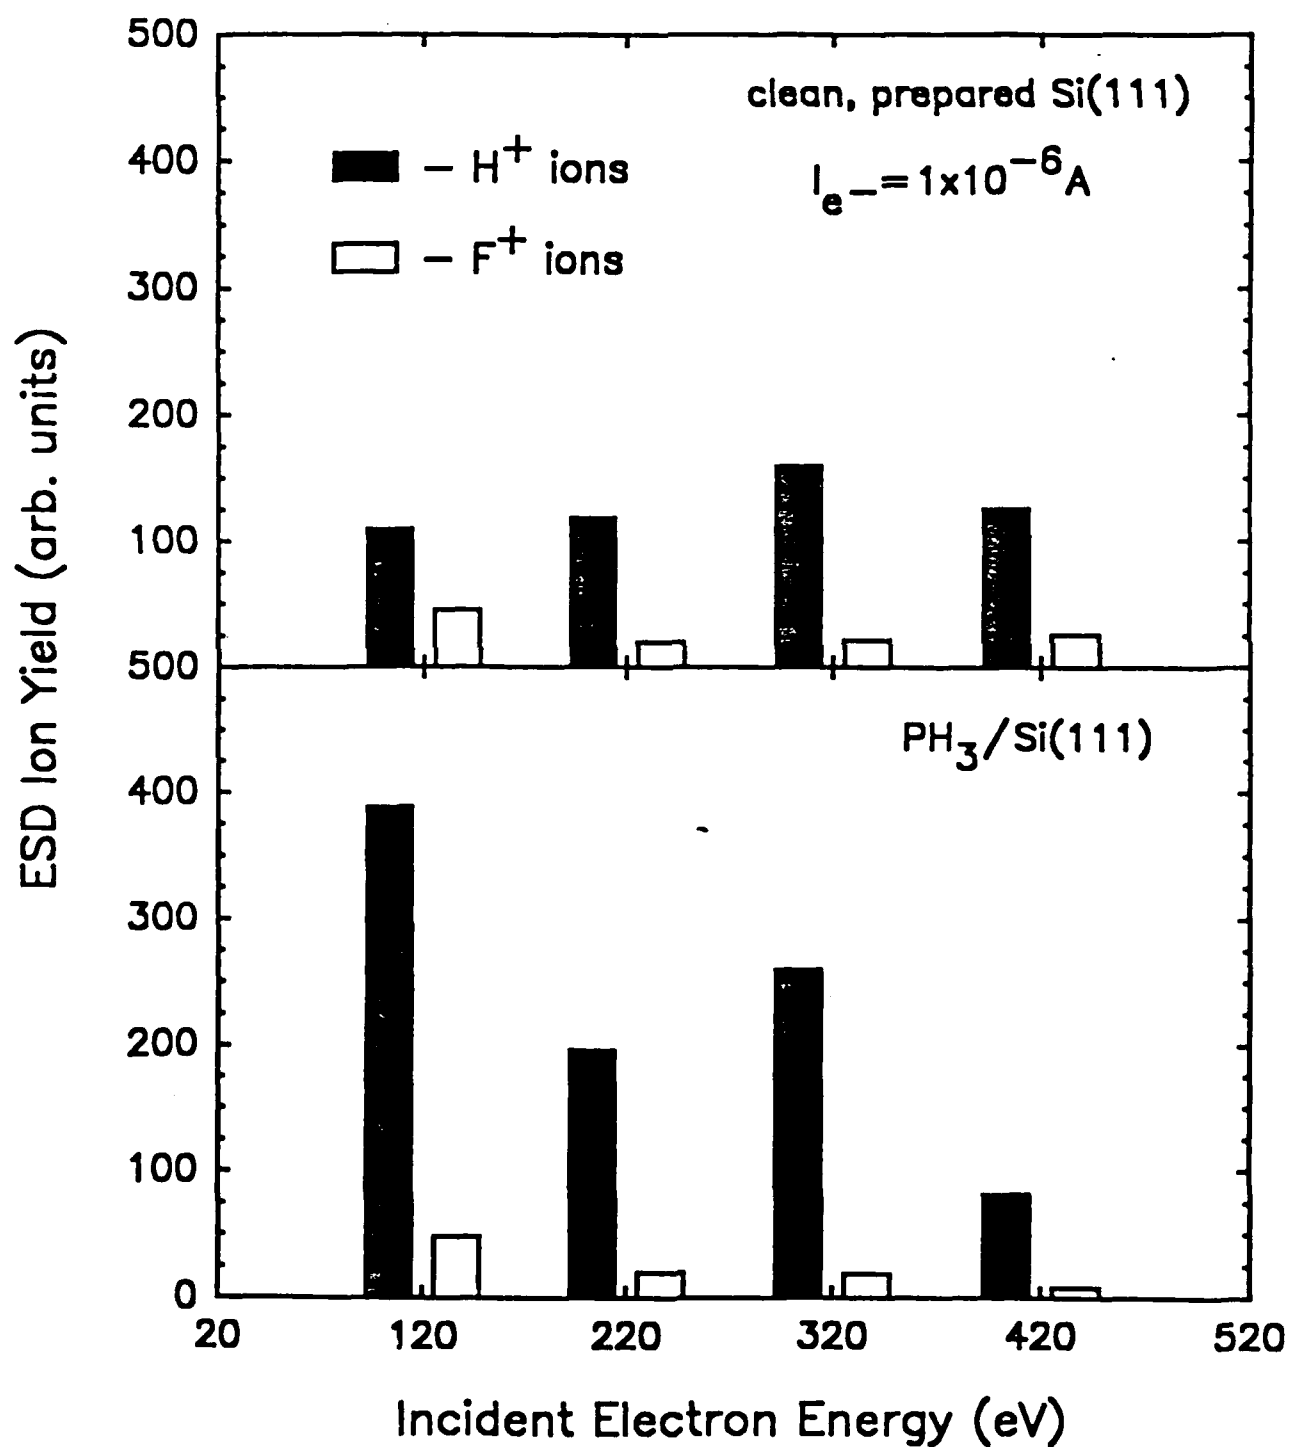 500
clean, prepared Si(111)
400
– H⁺ ions
Iₑ– = 1x10⁻⁶A
– F⁺ ions
300
200
100
500
PH₃/Si(111)
400
300
200
100
0
20 120 220 320 420 520
Incident Electron Energy (eV)
ESD Ion Yield (arb. units)